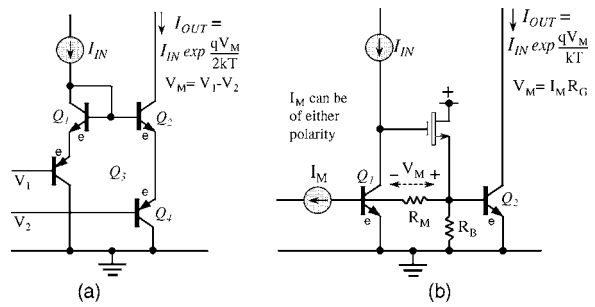 I_OUT =
I_IN exp qV_M / 2kT
V_M = V_1-V_2
I_IN
Q_1
Q_2
e
e
e
e
Q_3
V_1
V_2
Q_4
e
(a)
I_OUT =
I_IN exp qV_M / kT
V_M = I_M R_G
I_IN
I_M can be
of either
polarity
+
I_M
Q_1
- V_M +
Q_2
R_M
R_B
e
e
(b)